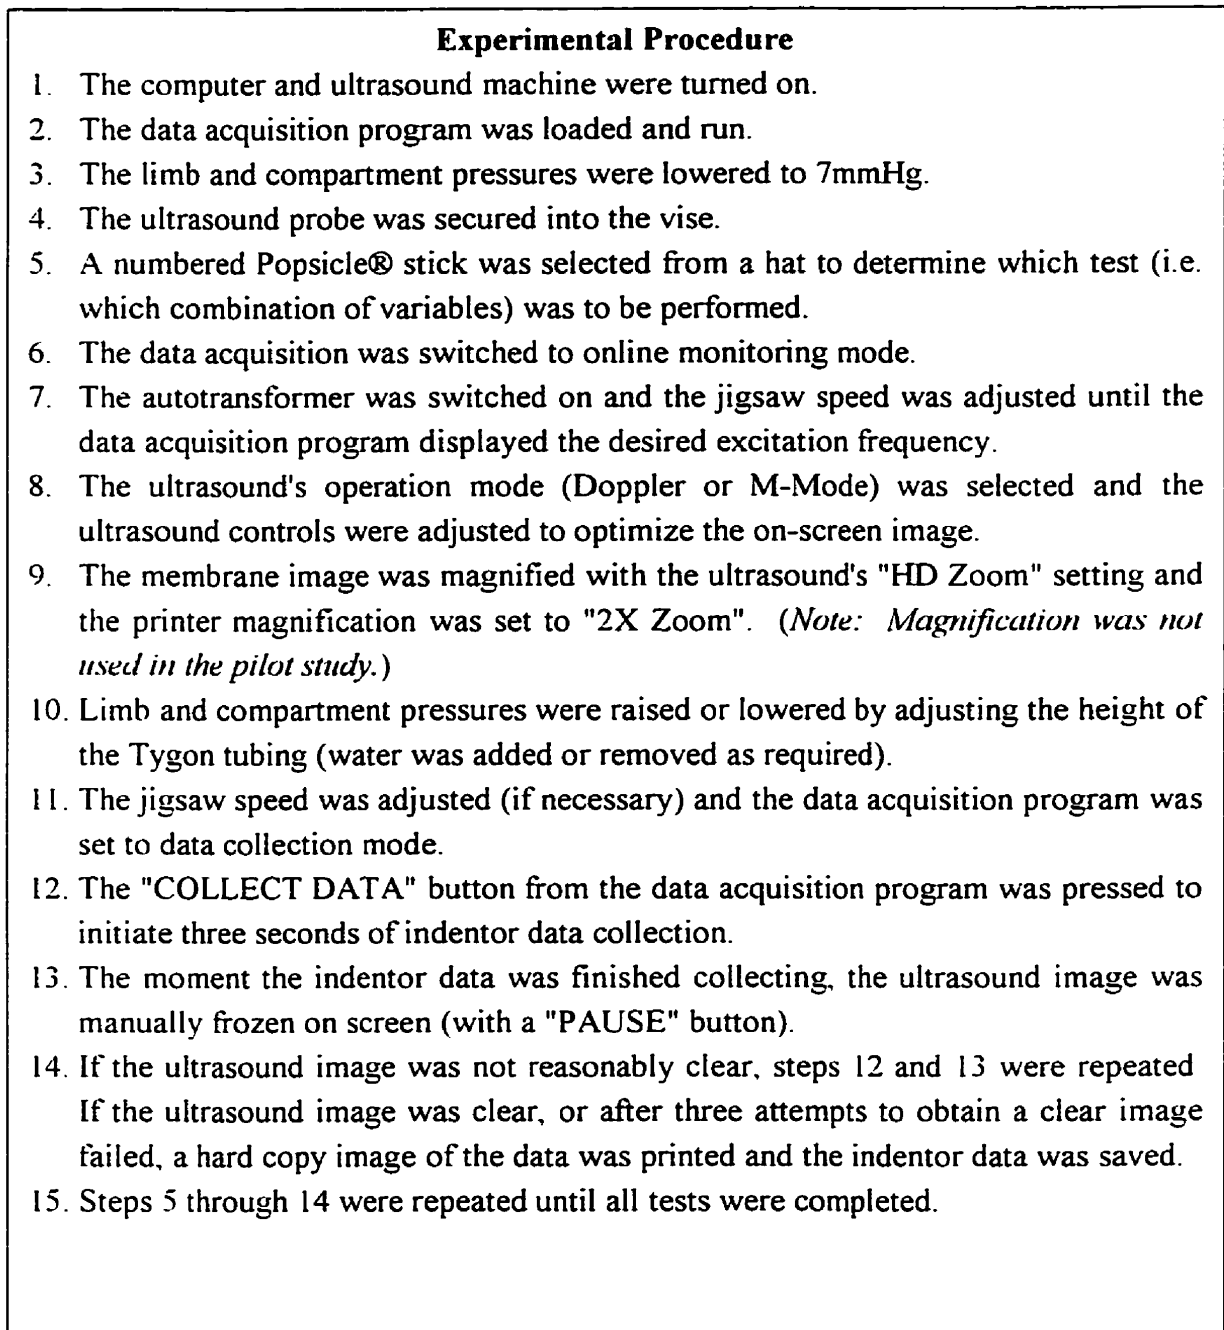 Experimental Procedure
1. The computer and ultrasound machine were turned on.
2. The data acquisition program was loaded and run.
3. The limb and compartment pressures were lowered to 7mmHg.
4. The ultrasound probe was secured into the vise.
5. A numbered Popsicle® stick was selected from a hat to determine which test (i.e.
which combination of variables) was to be performed.
6. The data acquisition was switched to online monitoring mode.
7. The autotransformer was switched on and the jigsaw speed was adjusted until the
data acquisition program displayed the desired excitation frequency.
8. The ultrasound's operation mode (Doppler or M-Mode) was selected and the
ultrasound controls were adjusted to optimize the on-screen image.
9. The membrane image was magnified with the ultrasound's "HD Zoom" setting and
the printer magnification was set to "2X Zoom". (Note: Magnification was not
used in the pilot study.)
10. Limb and compartment pressures were raised or lowered by adjusting the height of
the Tygon tubing (water was added or removed as required).
11. The jigsaw speed was adjusted (if necessary) and the data acquisition program was
set to data collection mode.
12. The "COLLECT DATA" button from the data acquisition program was pressed to
initiate three seconds of indentor data collection.
13. The moment the indentor data was finished collecting, the ultrasound image was
manually frozen on screen (with a "PAUSE" button).
14. If the ultrasound image was not reasonably clear, steps 12 and 13 were repeated
If the ultrasound image was clear, or after three attempts to obtain a clear image
failed, a hard copy image of the data was printed and the indentor data was saved.
15. Steps 5 through 14 were repeated until all tests were completed.